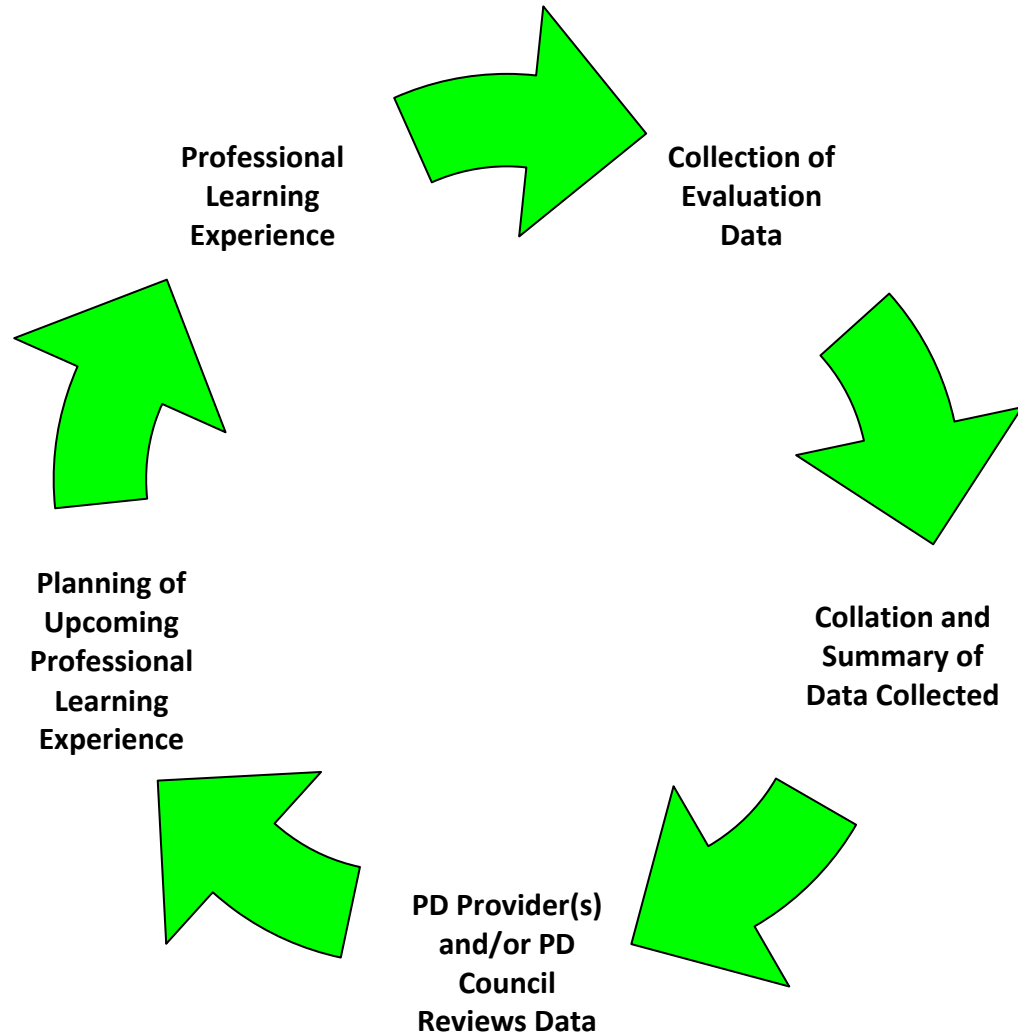 Professional
Learning
Experience
Collection of
Evaluation
Data
Collation and
Summary of
Data Collected
PD Provider(s)
and/or PD
Council
Reviews Data
Planning of
Upcoming
Professional
Learning
Experience